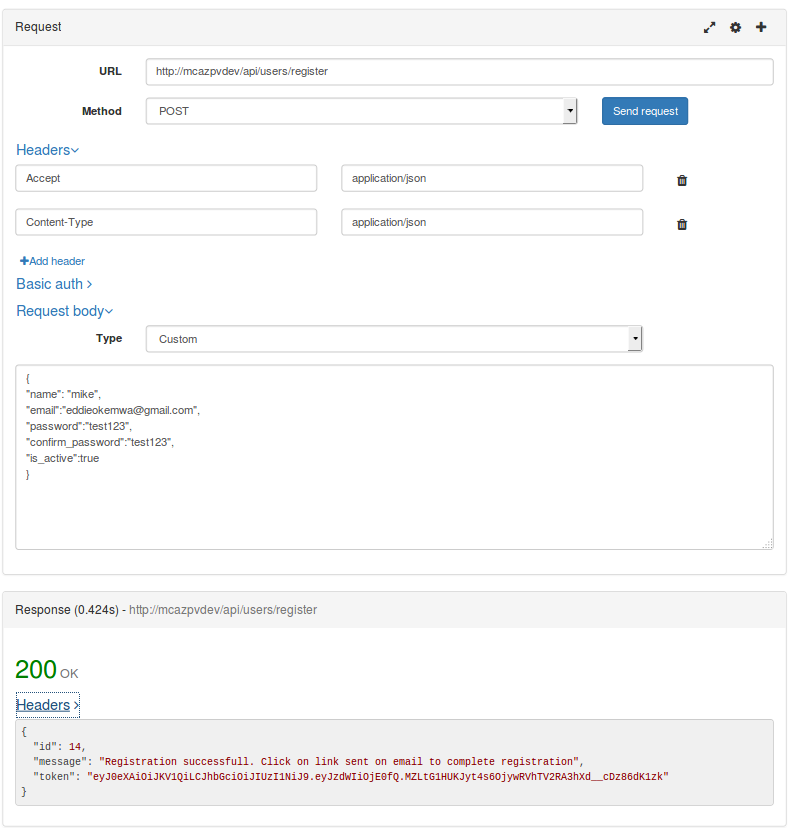 Request
URL http://mcazpvdev/api/users/register
Method POST Send request
Headers
Accept application/json
Content-Type application/json
Add header
Basic auth
Request body
Type Custom
{
"name": "mike",
"email":"eddieokemwa@gmail.com",
"password":"test123",
"confirm_password":"test123",
"is_active":true
}
Response (0.424s) - http://mcazpvdev/api/users/register
200 OK
Headers
{
"id": 14,
"message": "Registration successfull. Click on link sent on email to complete registration",
"token": "eyJ0eXAiOiJKV1QiLCJhbGciOiJIUzI1NiJ9.eyJzdWIiOjE0fQ.MZLtG1HUKJyt4s6OjywRVhTV2RA3hXd__cDz86dK1zk"
}